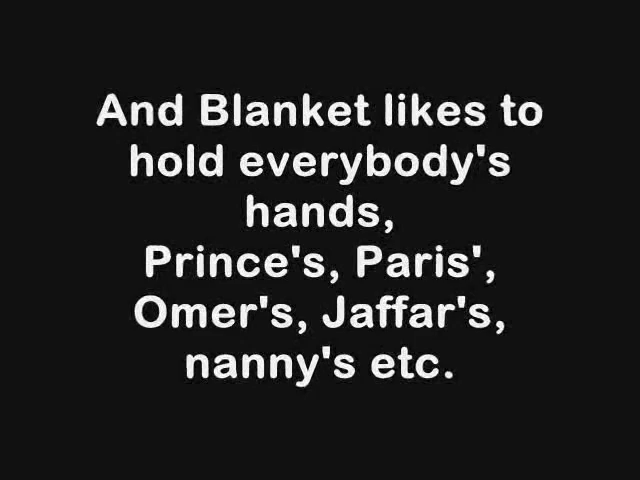 And Blanket likes to
hold everybody's
hands,
Prince's, Paris',
Omer's, Jaffar's,
nanny's etc.